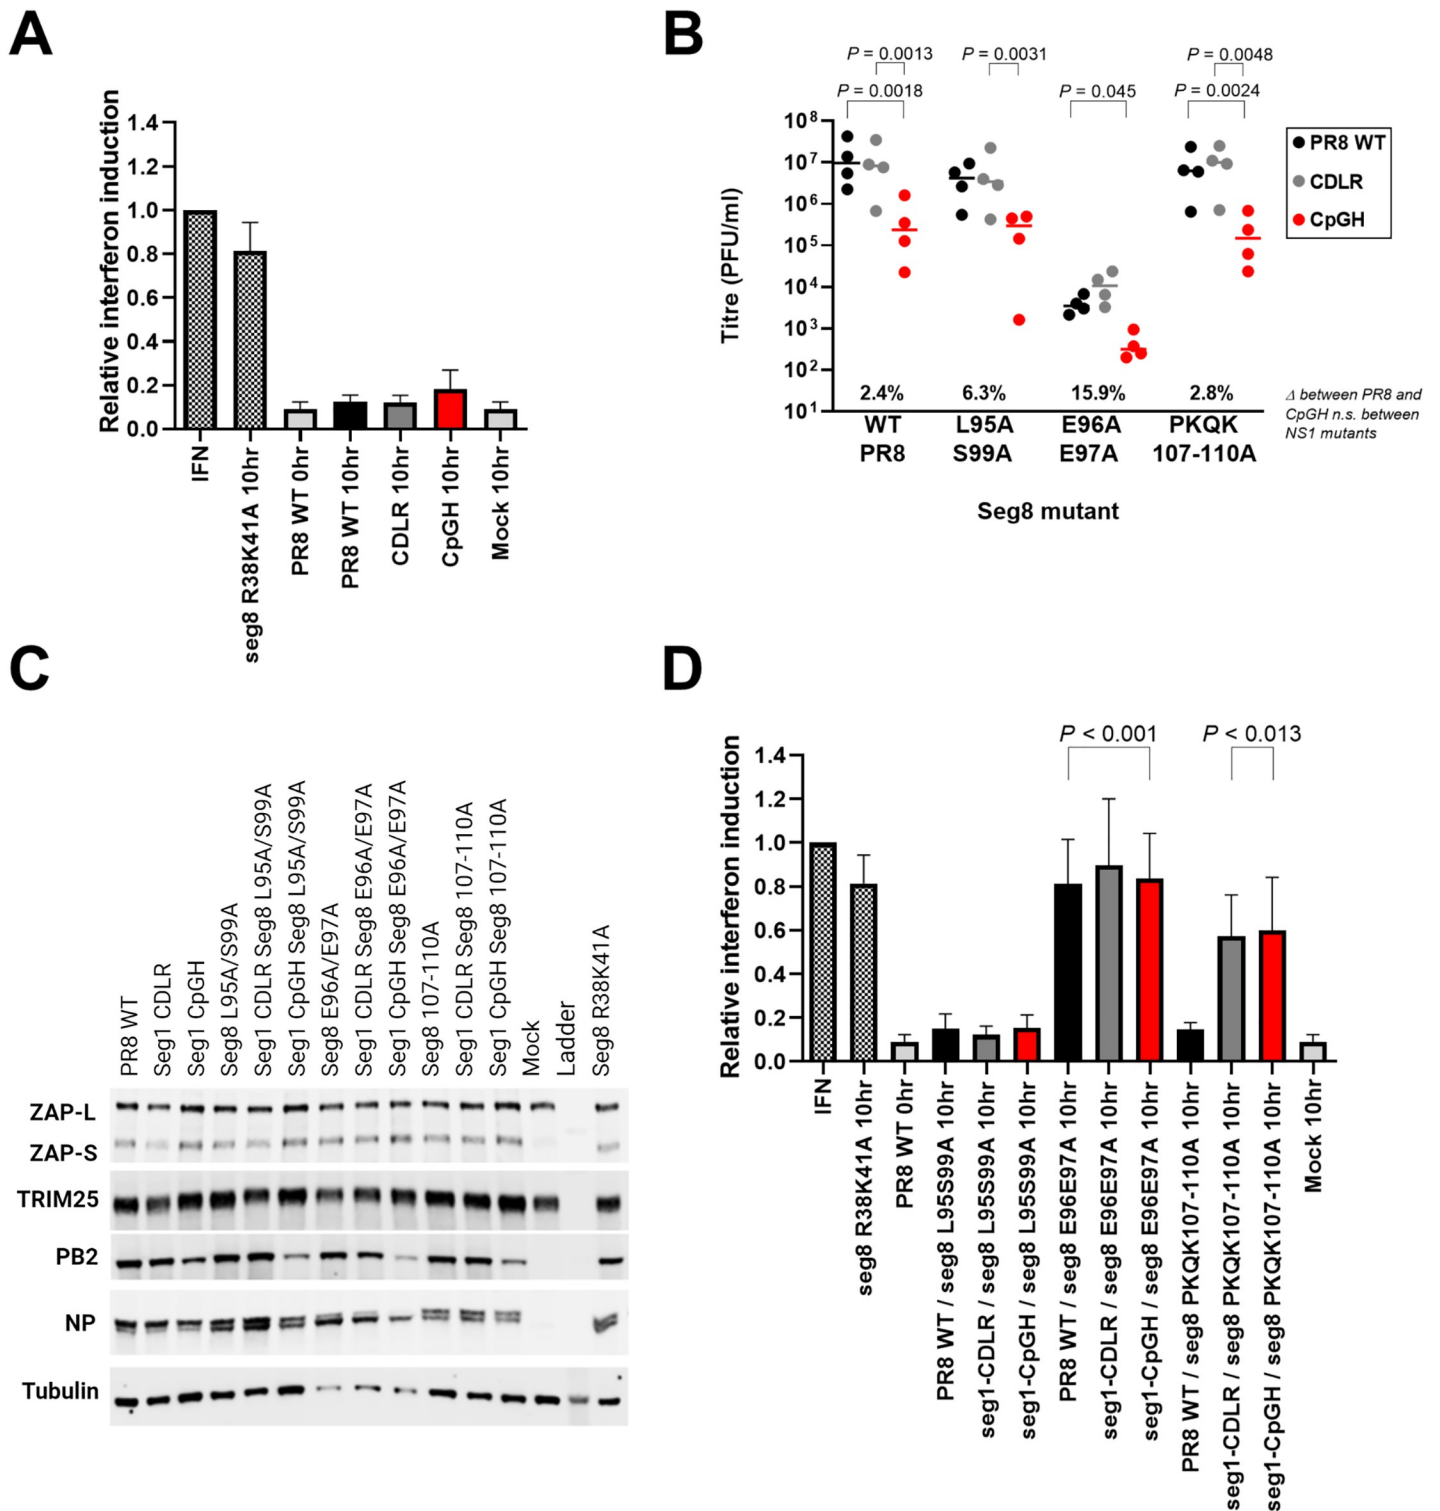 A
Relative interferon induction
1.4
1.2
1.0
0.8
0.6
0.4
0.2
0.0
IFN
seg8 R38K41A 10hr
PR8 WT 0hr
PR8 WT 10hr
CDLR 10hr
CpGH 10hr
Mock 10hr
B
P = 0.0013
P = 0.0018
P = 0.0031
P = 0.045
P = 0.0048
P = 0.0024
Titre (PFU/ml)
10⁸
10⁷
10⁶
10⁵
10⁴
10³
10²
10¹
2.4%
6.3%
15.9%
2.8%
WT
PR8
L95A
S99A
E96A
E97A
PKQK
107-110A
Seg8 mutant
PR8 WT
CDLR
CpGH
Δ between PR8 and
CpGH n.s. between
NS1 mutants
C
PR8 WT
Seg1 CDLR
Seg1 CpGH
Seg8 L95A/S99A
Seg1 CDLR Seg8 L95A/S99A
Seg1 CpGH Seg8 L95A/S99A
Seg8 E96A/E97A
Seg1 CDLR Seg8 E96A/E97A
Seg1 CpGH Seg8 E96A/E97A
Seg8 107-110A
Seg1 CDLR Seg8 107-110A
Seg1 CpGH Seg8 107-110A
Mock
Ladder
Seg8 R38K41A
ZAP-L
ZAP-S
TRIM25
PB2
NP
Tubulin
D
P < 0.001
P < 0.013
Relative interferon induction
1.4
1.2
1.0
0.8
0.6
0.4
0.2
0.0
IFN
seg8 R38K41A 10hr
PR8 WT 0hr
PR8 WT / seg8 L95S99A 10hr
seg1-CDLR / seg8 L95S99A 10hr
seg1-CpGH / seg8 L95S99A 10hr
PR8 WT / seg8 E96E97A 10hr
seg1-CDLR / seg8 E96E97A 10hr
seg1-CpGH / seg8 E96E97A 10hr
PR8 WT / seg8 PKQK107-110A 10hr
seg1-CDLR / seg8 PKQK107-110A 10hr
seg1-CpGH / seg8 PKQK107-110A 10hr
Mock 10hr